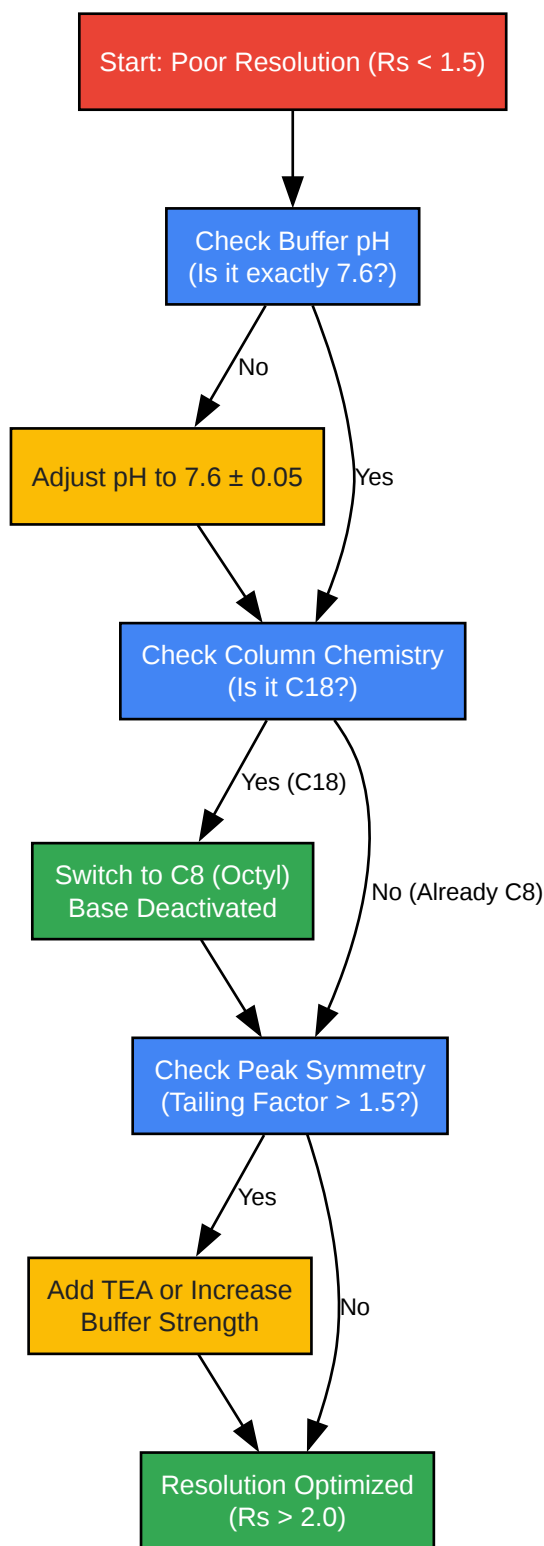 Start: Poor Resolution (Rs < 1.5)
Check Buffer pH
(Is it exactly 7.6?)
No
Adjust pH to 7.6 ± 0.05
Yes
Check Column Chemistry
(Is it C18?)
Yes (C18)
Switch to C8 (Octyl)
Base Deactivated
No (Already C8)
Check Peak Symmetry
(Tailing Factor > 1.5?)
Yes
Add TEA or Increase
Buffer Strength
No
Resolution Optimized
(Rs > 2.0)